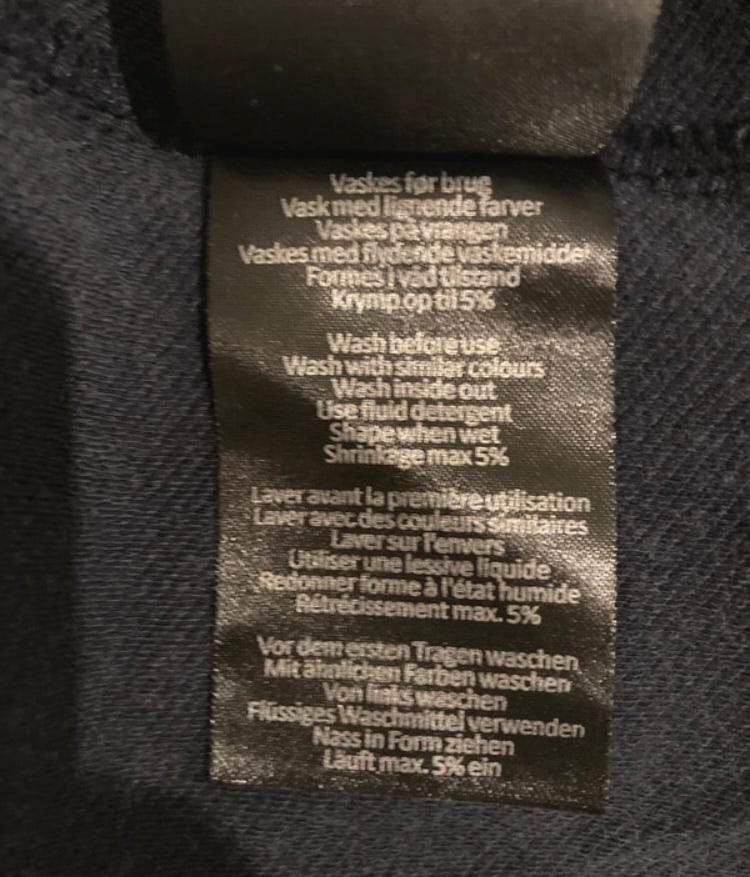 Vaskes før brug
Vask med lignende farver
Vaskes på vrangen
Vaskes med flydende vaskemiddel
Formes i våd tilstand
Krymp op til 5%
Wash before use
Wash with similar colours
Wash inside out
Use fluid detergent
Shape when wet
Shrinkage max 5%
Laver avant la première utilisation
Laver avec des couleurs similaires
Laver sur l'envers
Utiliser une lessive liquide
Redonner forme à l'état humide
Rétrécissement max. 5%
Vor dem ersten Tragen waschen
Mit ähnlichen Farben waschen
Von links waschen
Flüssiges Waschmittel verwenden
Nass in Form ziehen
Läuft max. 5% ein